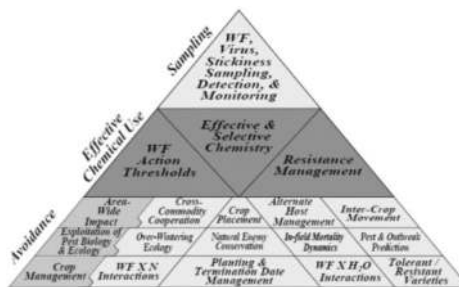 Sampling
WF,
Virus,
Stickiness
Sampling,
Detection, &
Monitoring
Effective
Chemical Use
WF
Action
Thresholds
Effective &
Selective
Chemistry
Resistance
Management
Avoidance
Area-
Wide
Impact
Cross-
Commodity
Cooperation
Crop
Placement
Alternate
Host
Management
Inter-Crop
Movement
Exploitation of
Pest Biology
& Ecology
Over-Wintering
Ecology
Natural Enemy
Conservation
In-field Mortality
Dynamics
Pest & Outbreak
Prediction
Crop
Management
WF X N
Interactions
Planting &
Termination Date
Management
WF X H2O
Interactions
Tolerant /
Resistant
Varieties